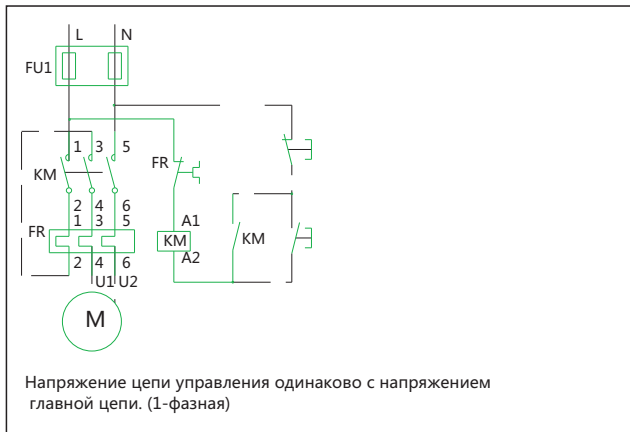 L N
FU1
1 3 5
KM
FR
2 4 6
1 3 5
FR
A1
KM
A2
KM
2 4 6
U1 U2
M
Напряжение цепи управления одинаково с напряжением
главной цепи. (1-фазная)